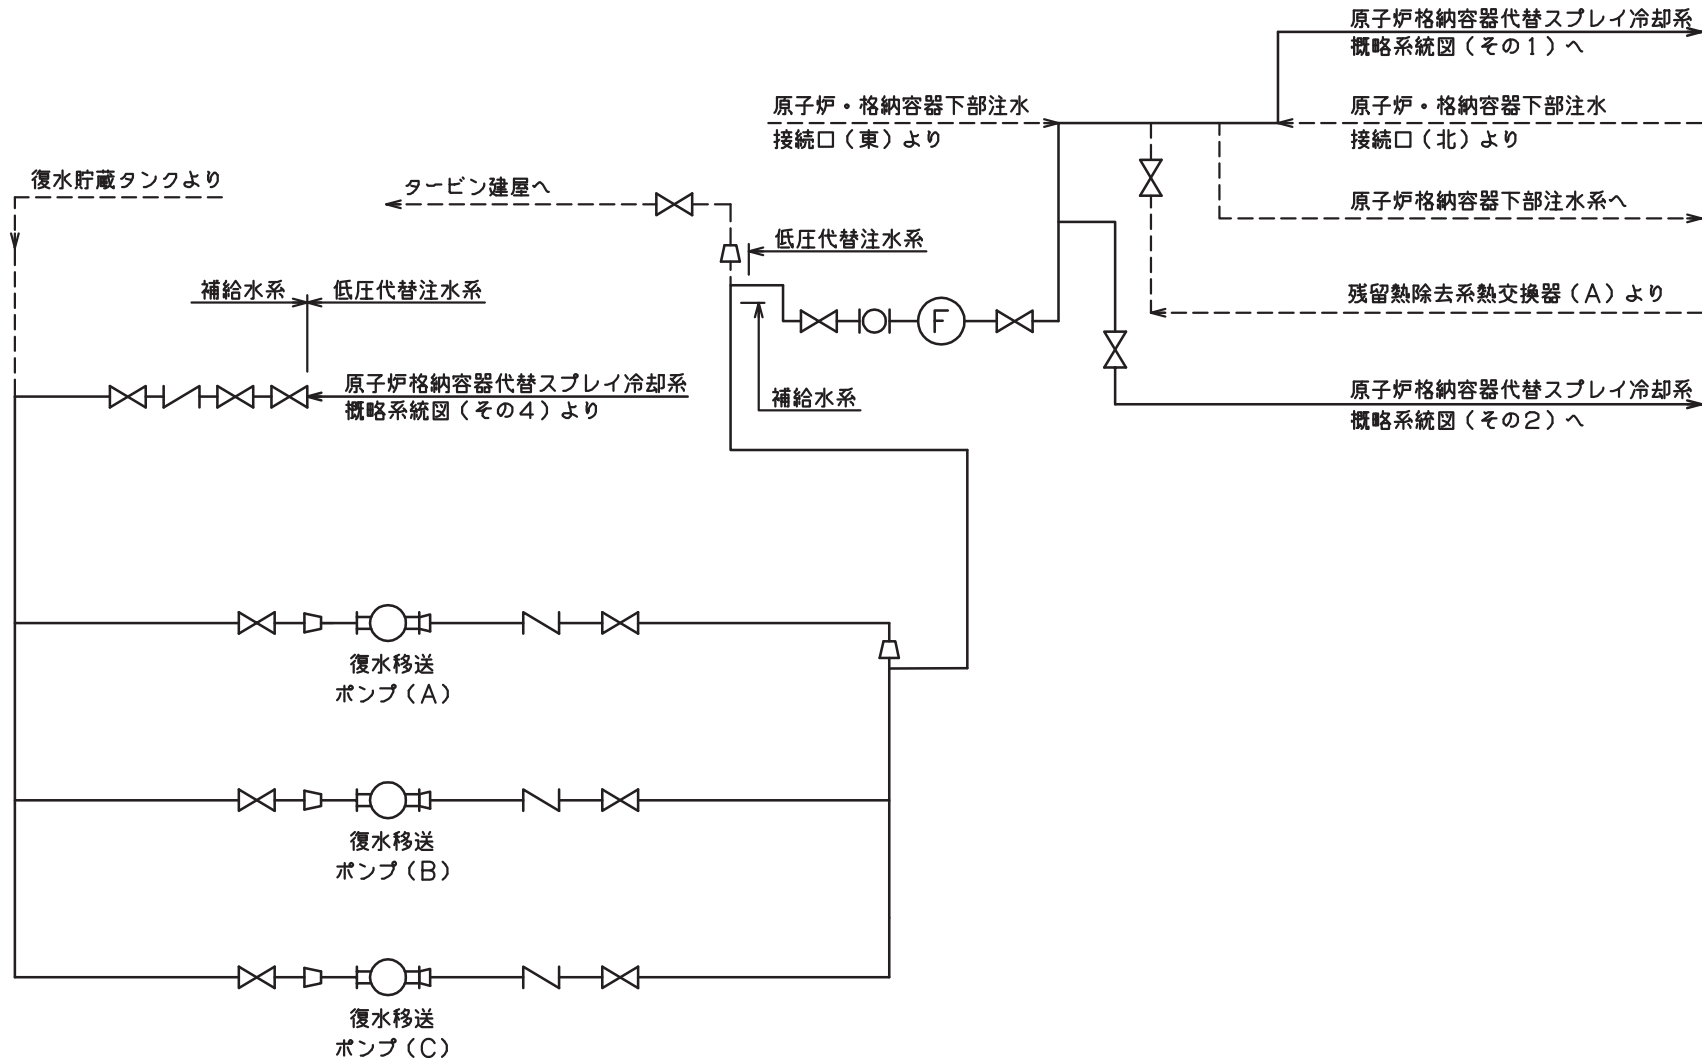 原子炉格納容器代替スプレイ冷却系
概略系統図（その1）へ
原子炉・格納容器下部注水
接続口（東）より
原子炉・格納容器下部注水
接続口（北）より
復水貯蔵タンクより
タービン建屋へ
原子炉格納容器下部注水系へ
低圧代替注水系
補給水系
低圧代替注水系
残留熱除去系熱交換器（A）より
F
原子炉格納容器代替スプレイ冷却系
概略系統図（その4）より
補給水系
原子炉格納容器代替スプレイ冷却系
概略系統図（その2）へ
復水移送
ポンプ（A）
復水移送
ポンプ（B）
復水移送
ポンプ（C）